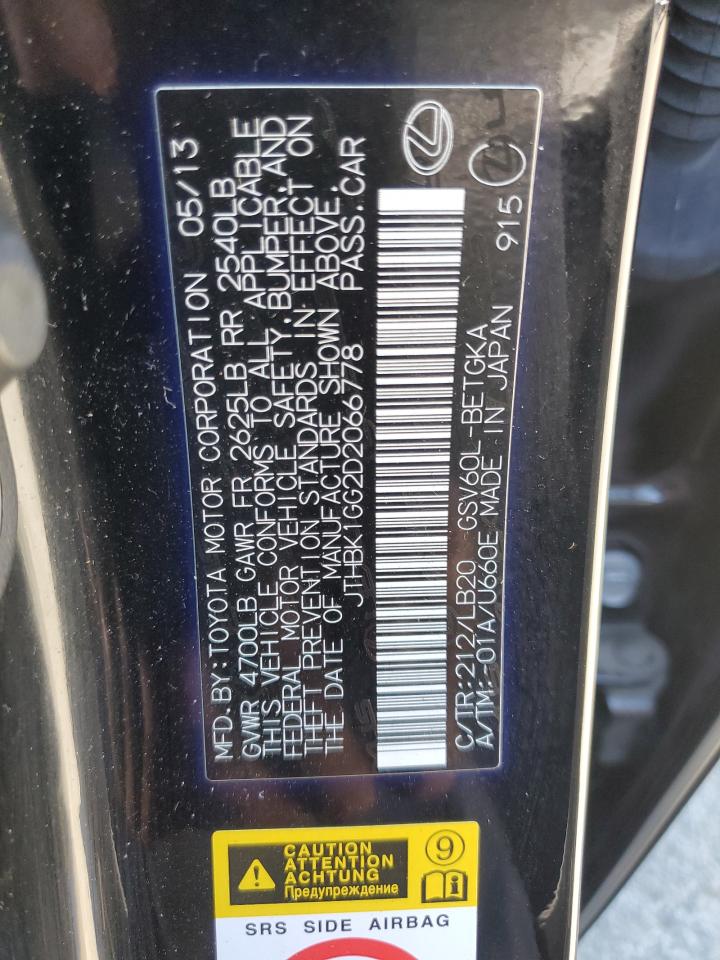 MFD.BY:TOYOTA MOTOR CORPORATION 05/13
GVWR 4700LB GAWR FR 2625LB RR 2540LB
THIS VEHICLE CONFORMS TO ALL APPLICABLE
FEDERAL MOTOR VEHICLE SAFETY,BUMPER,AND
THEFT PREVENTION STANDARDS IN EFFECT ON
THE DATE OF MANUFACTURE SHOWN ABOVE.
JTHBK1GG2D2066778 PASS.CAR
C/TR:212/LB20 GSV60L-BETGKA
A/TM:-01A/U660E MADE IN JAPAN 915
CAUTION
ATTENTION
ACHTUNG
Предупреждение
9
SRS SIDE AIRBAG